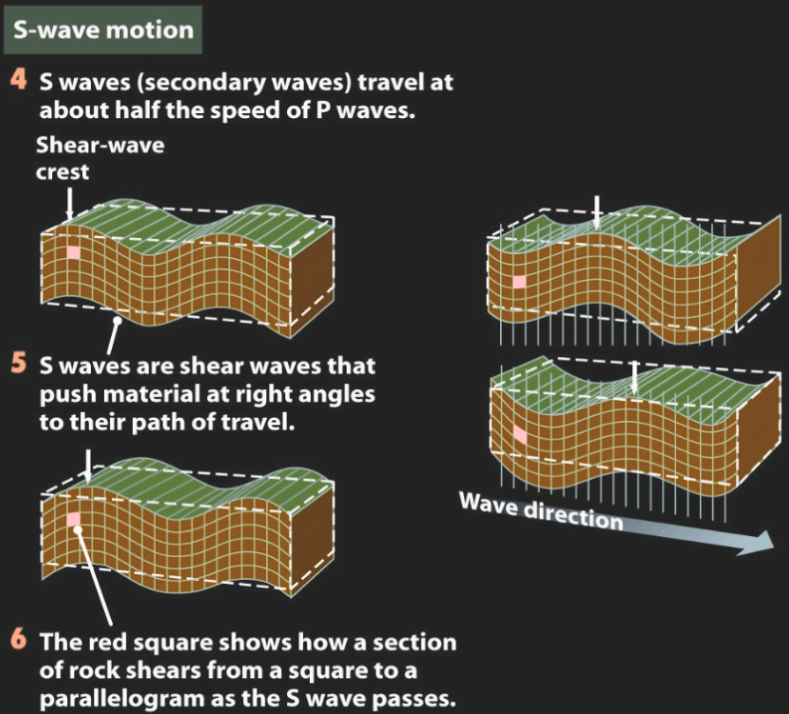 S-wave motion
4 S waves (secondary waves) travel at
about half the speed of P waves.
Shear-wave
crest
5 S waves are shear waves that
push material at right angles
to their path of travel.
Wave direction
6 The red square shows how a section
of rock shears from a square to a
parallelogram as the S wave passes.